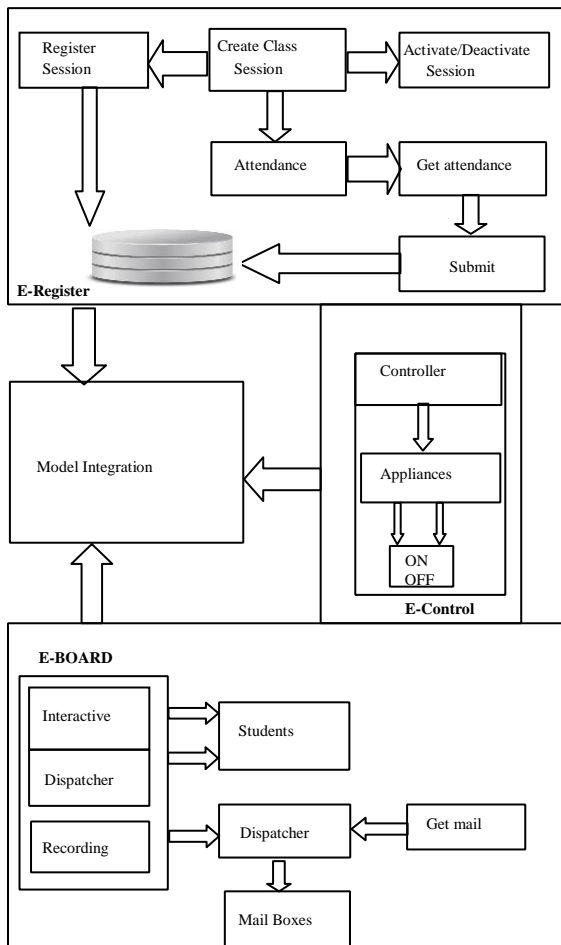 Register
Session
Create Class
Session
Activate/Deactivate
Session
Attendance
Get attendance
Submit
E-Register
Controller
Model Integration
Appliances
ON
OFF
E-Control
E-BOARD
Interactive
Students
Dispatcher
Recording
Dispatcher
Get mail
Mail Boxes